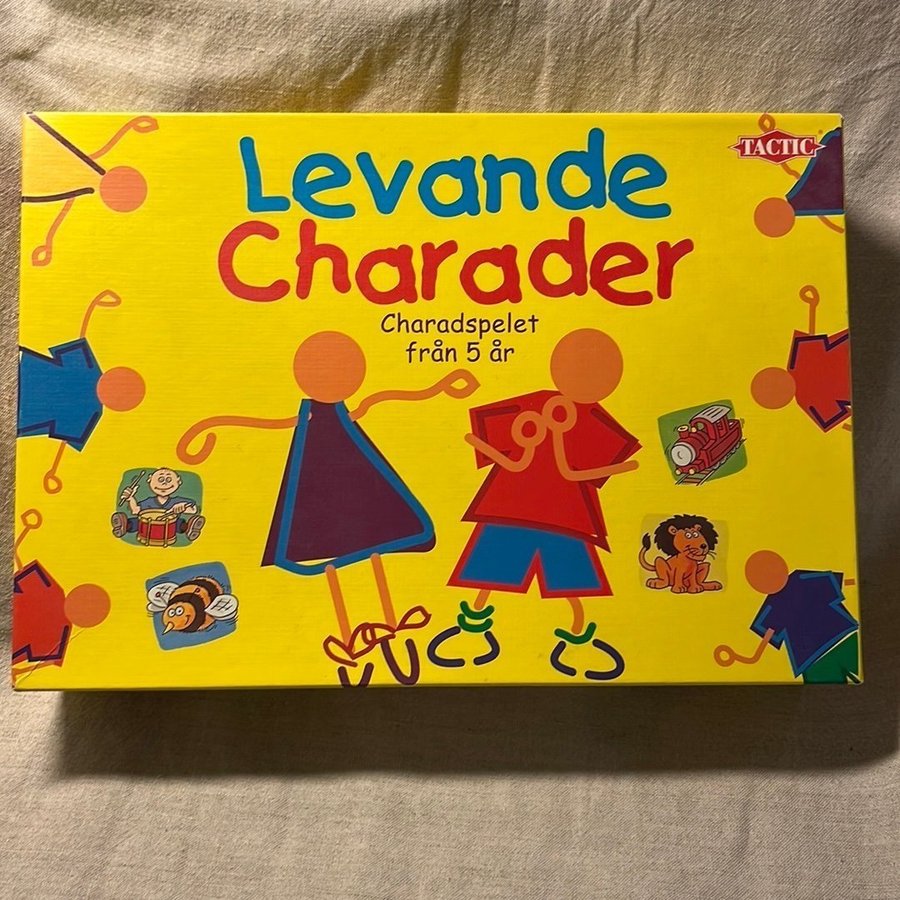 TACTIC
Levande
Charader
Charadspelet
från 5 år